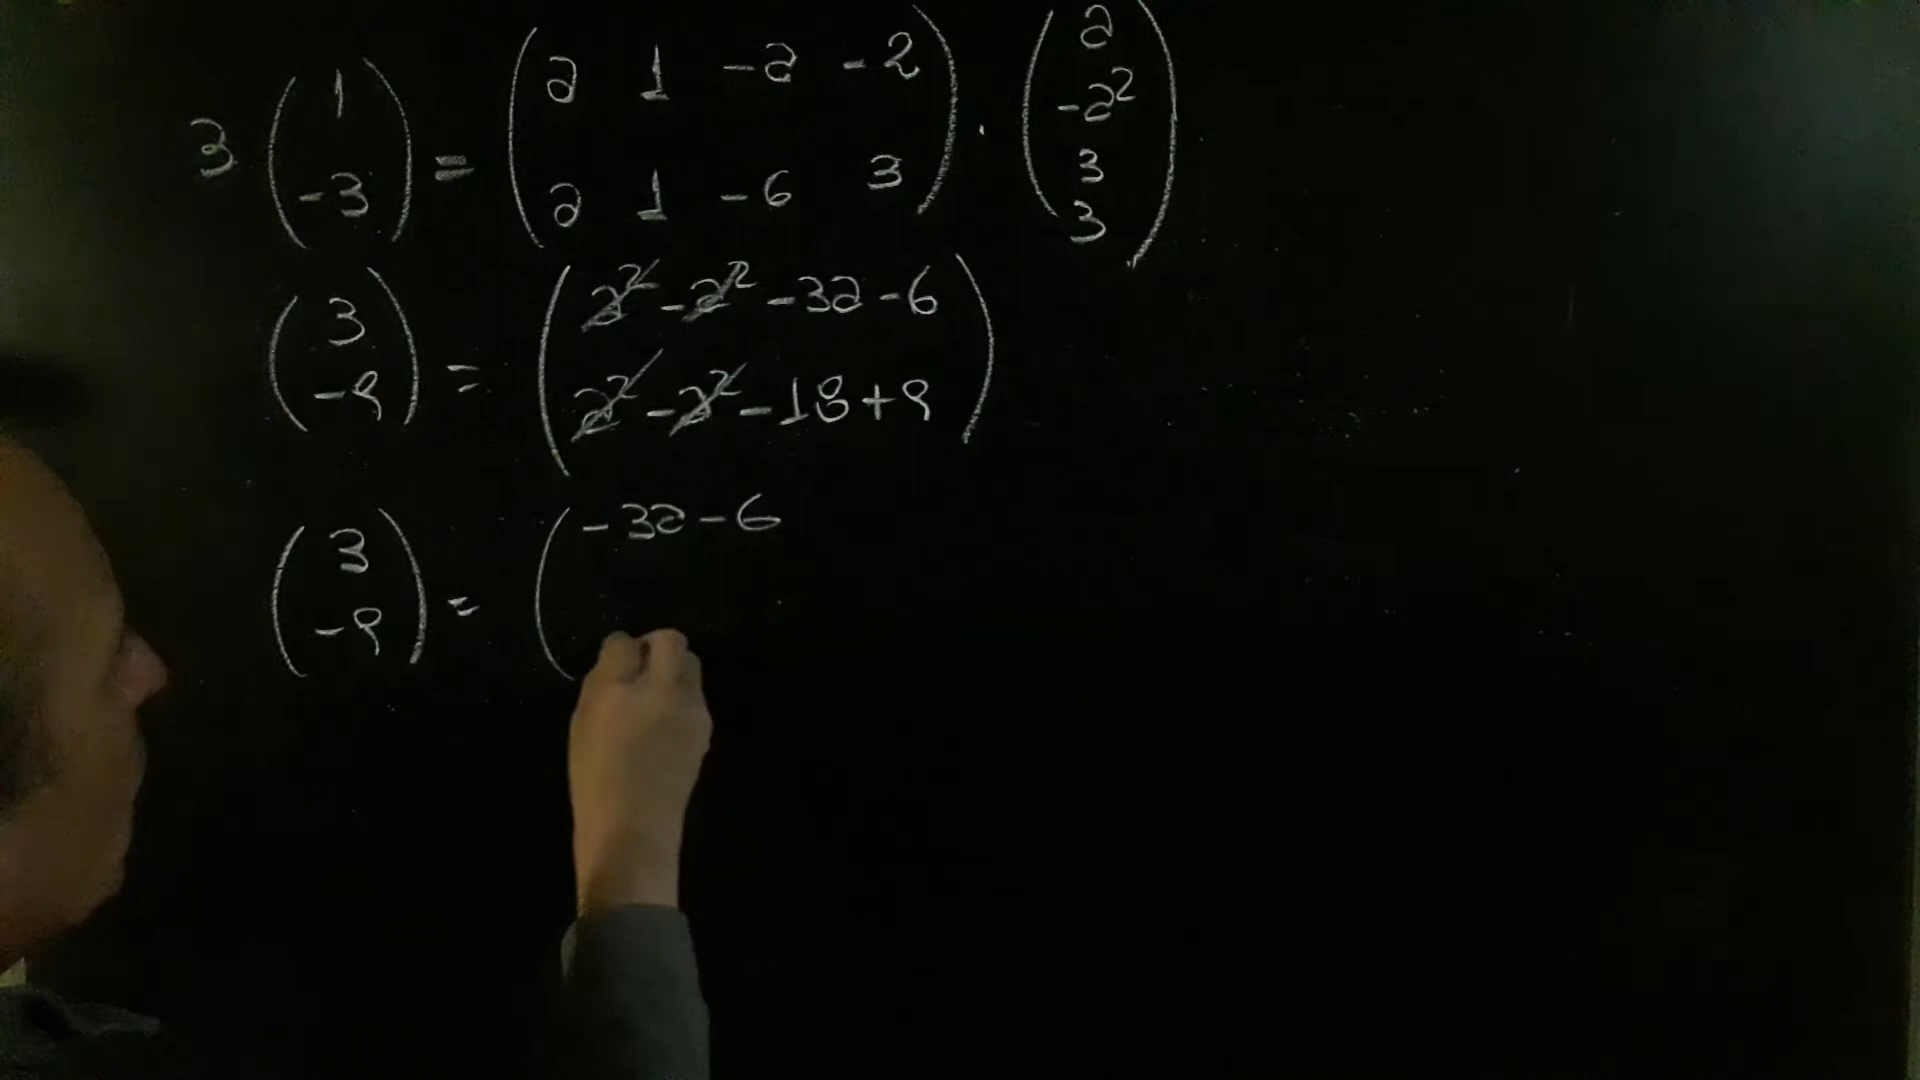 3 ( 1 ) = ( a 1 -a -2 ) · ( a )
( -3 ) ( a 1 -6 3 ) ( -a² )
( 3 )
( 3 )
( 3 ) = ( a² - a² - 3a - 6 )
( -9 ) ( a² - a² - 18 + 9 )
( 3 ) = ( -3a - 6
( -9 )